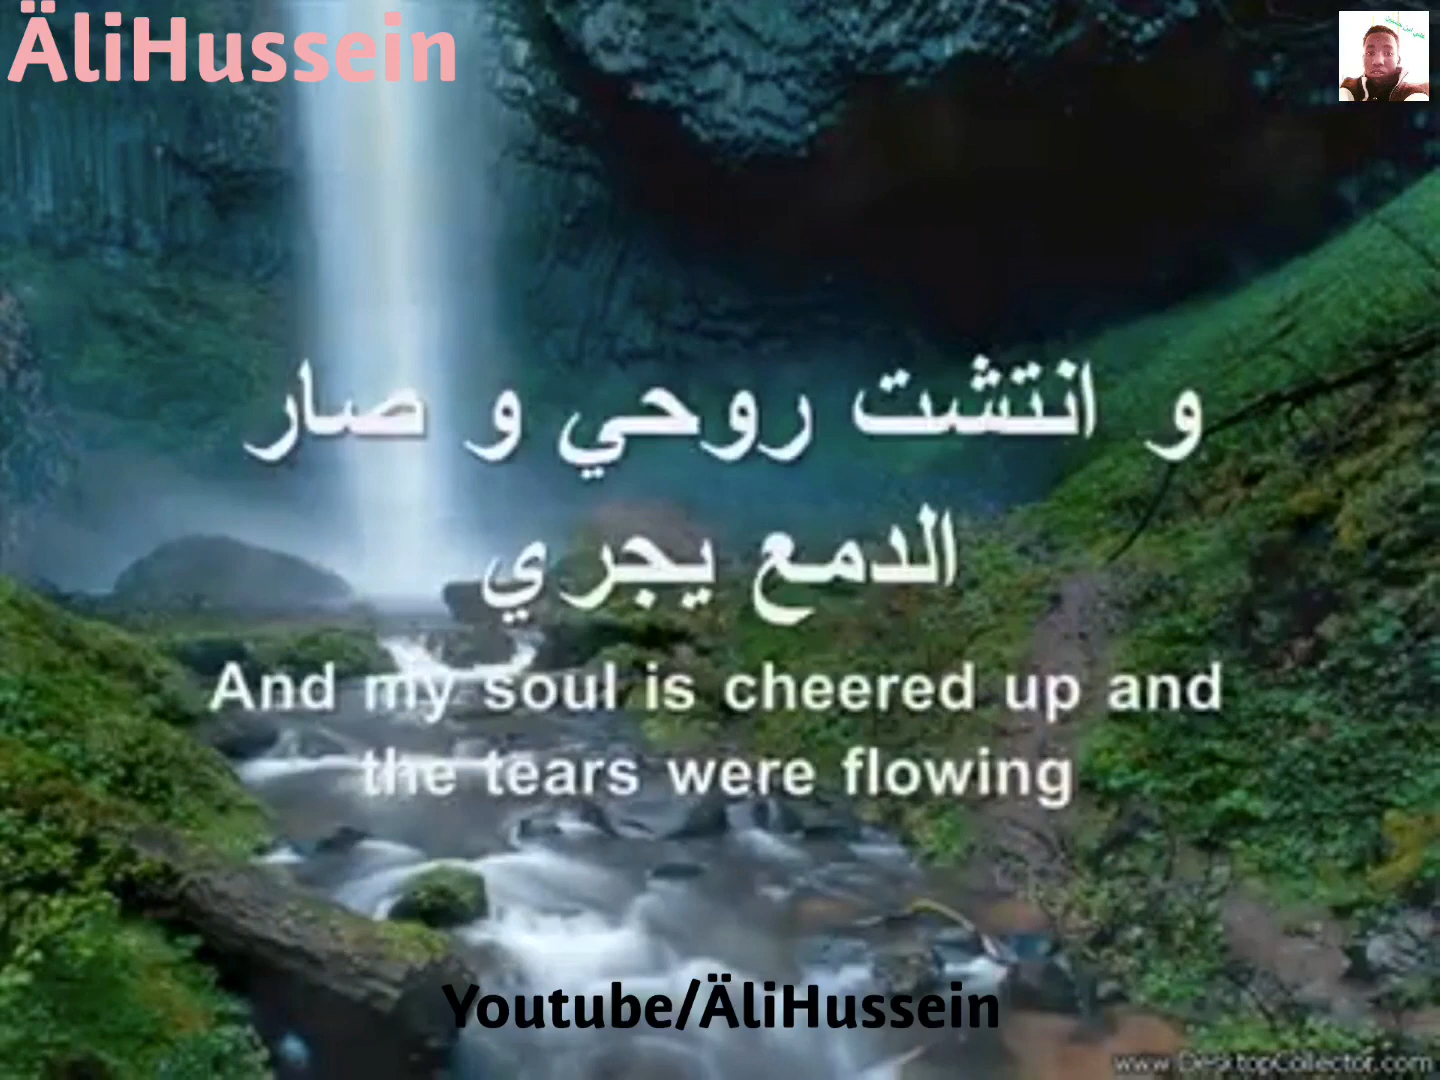 ÄliHussein
و انتشت روحي و صار
الدمع يجري
And my soul is cheered up and
the tears were flowing
Youtube/ÄliHussein
www.DesktopCollector.com